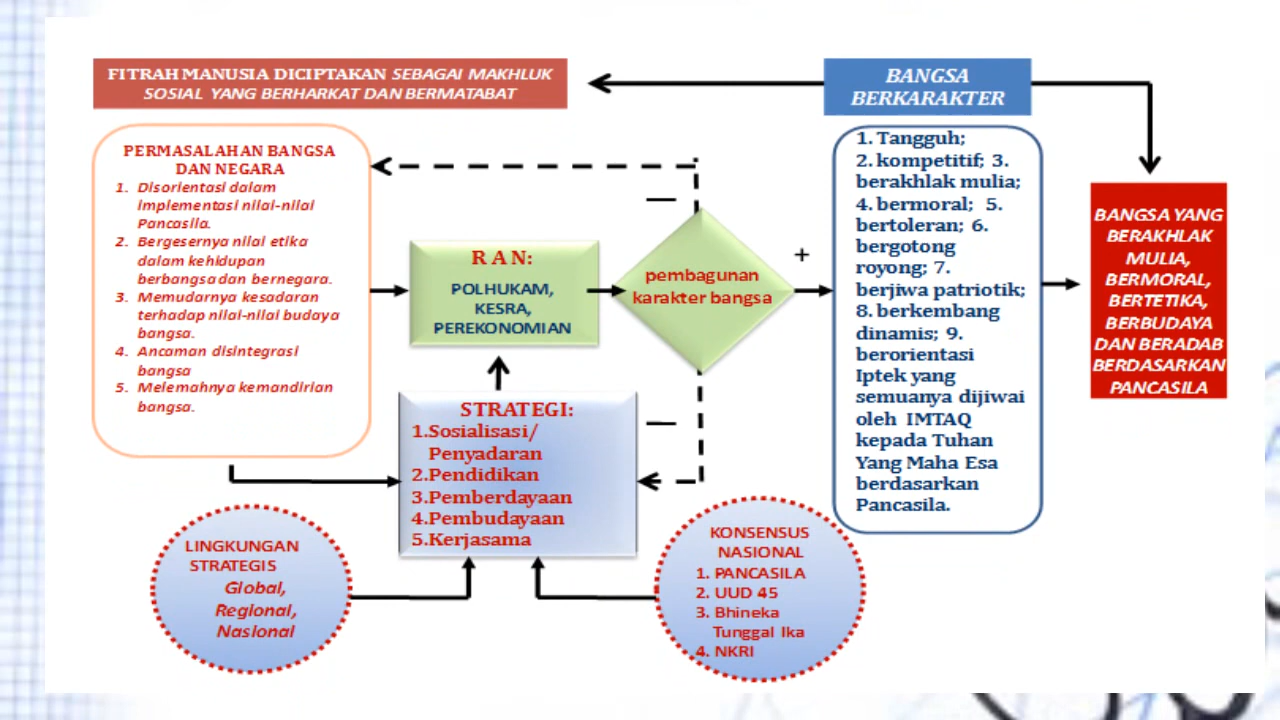 FITRAH MANUSIA DICIPTAKAN SEBAGAI MAKHLUK
SOSIAL YANG BERHARKAT DAN BERMATABAT
BANGSA
BERKARAKTER
PERMASALAHAN BANGSA
DAN NEGARA
1. Disorientasi dalam
implementasi nilai-nilai
Pancasila.
2. Bergesernya nilai etika
dalam kehidupan
berbangsa dan bernegara.
3. Memudarnya kesadaran
terhadap nilai-nilai budaya
bangsa.
4. Ancaman disintegrasi
bangsa
5. Melemahnya kemandirian
bangsa.
R A N:
POLHUKAM,
KESRA,
PEREKONOMIAN
—
pembagunan
karakter bangsa
+
—
1. Tangguh;
2. kompetitif; 3.
berakhlak mulia;
4. bermoral; 5.
bertoleran; 6.
bergotong
royong; 7.
berjiwa patriotik;
8. berkembang
dinamis; 9.
berorientasi
Iptek yang
semuanya dijiwai
oleh IMTAQ
kepada Tuhan
Yang Maha Esa
berdasarkan
Pancasila.
BANGSA YANG
BERAKHLAK
MULIA,
BERMORAL,
BERTETIKA,
BERBUDAYA
DAN BERADAB
BERDASARKAN
PANCASILA
STRATEGI:
1.Sosialisasi/
Penyadaran
2.Pendidikan
3.Pemberdayaan
4.Pembudayaan
5.Kerjasama
LINGKUNGAN
STRATEGIS
Global,
Regional,
Nasional
KONSENSUS
NASIONAL
1. PANCASILA
2. UUD 45
3. Bhineka
Tunggal Ika
4. NKRI